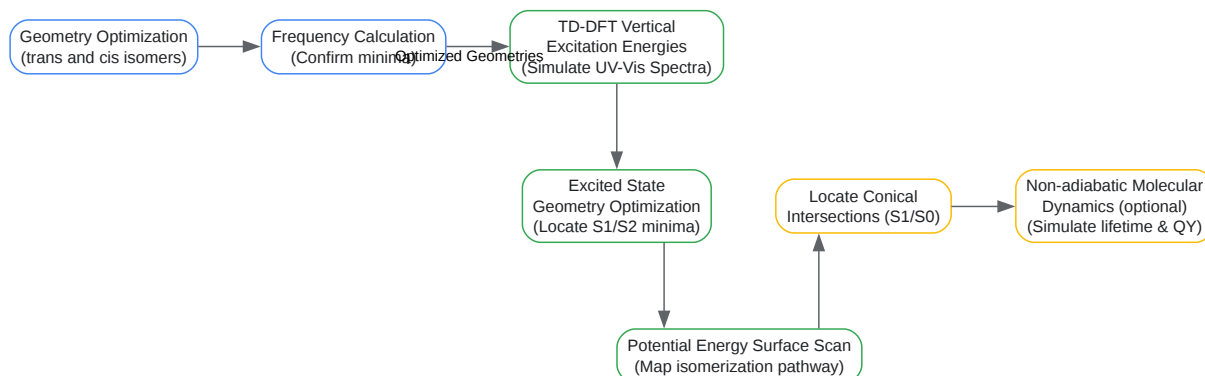 Geometry Optimization
(trans and cis isomers)
Frequency Calculation
(Confirm minima)
Optimized Geometries
TD-DFT Vertical
Excitation Energies
(Simulate UV-Vis Spectra)
Excited State
Geometry Optimization
(Locate S1/S2 minima)
Potential Energy Surface Scan
(Map isomerization pathway)
Locate Conical
Intersections (S1/S0)
Non-adiabatic Molecular
Dynamics (optional)
(Simulate lifetime & QY)